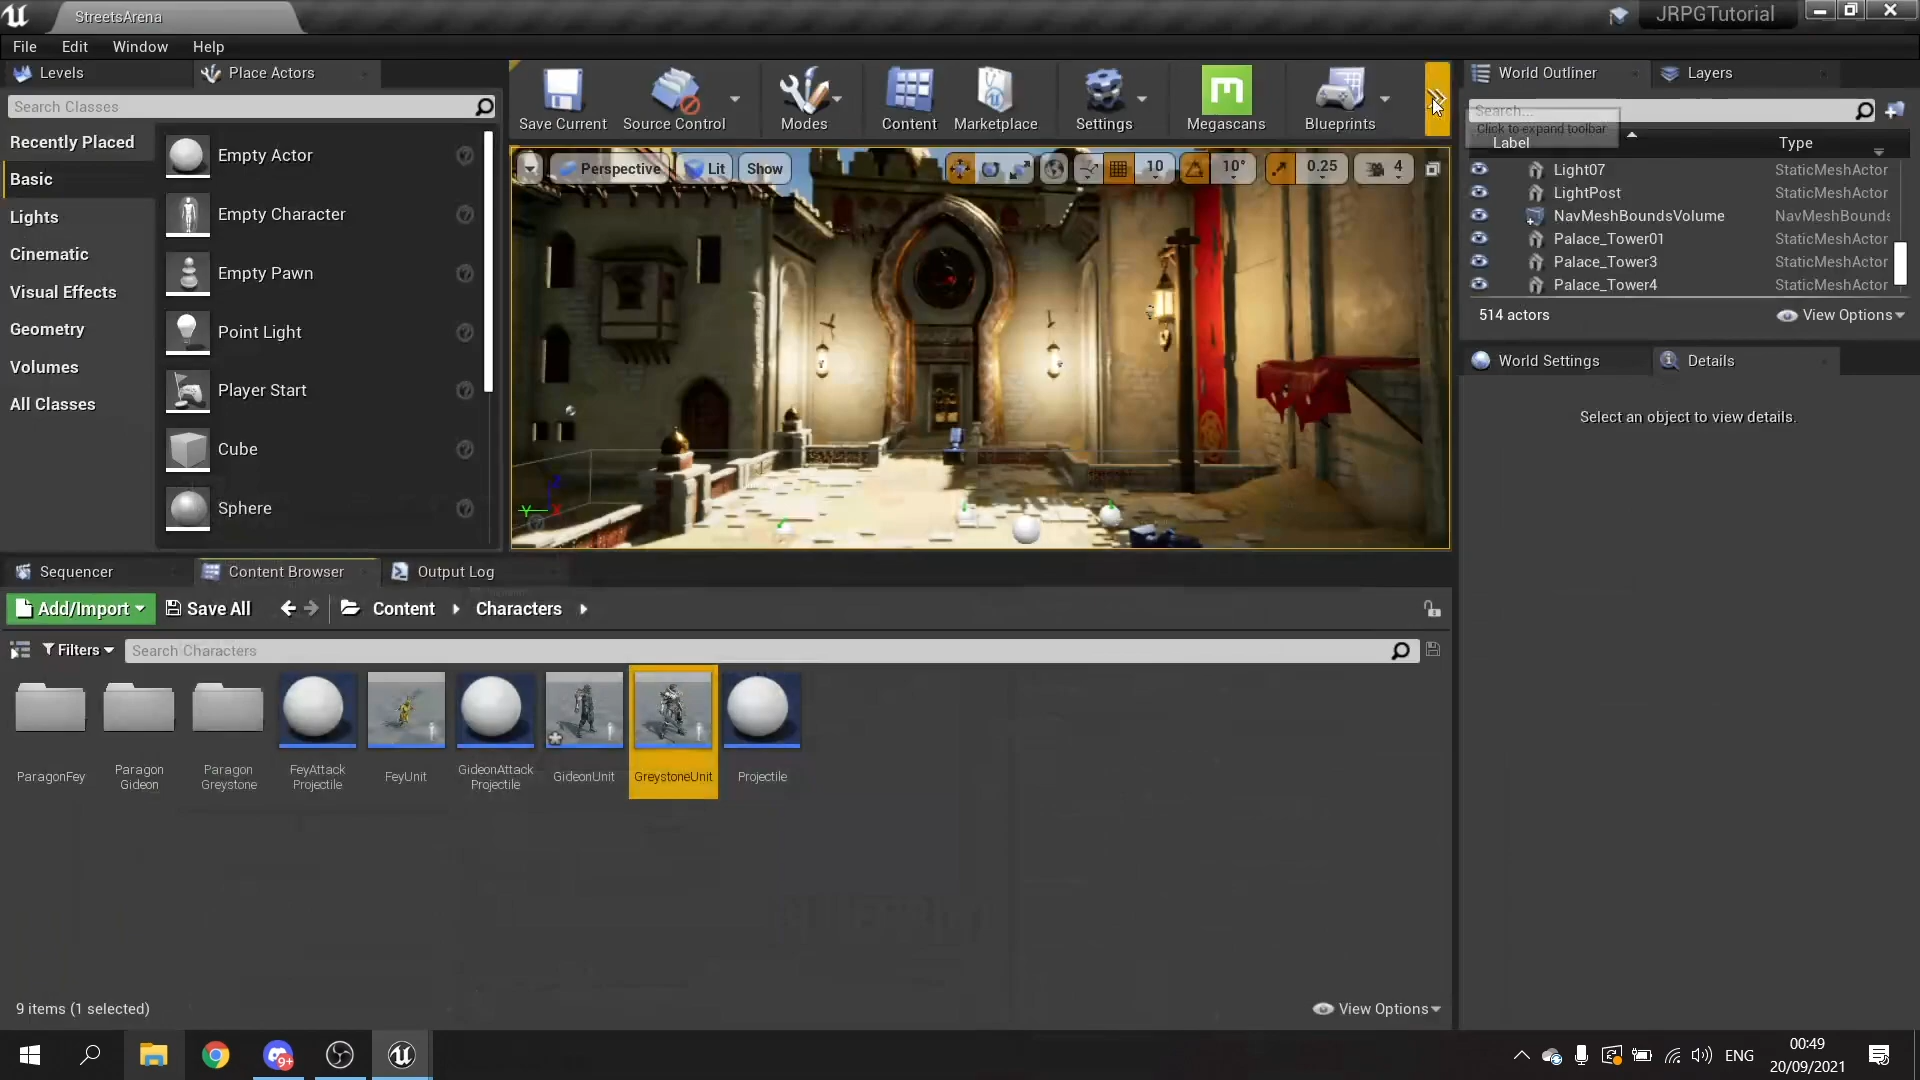 StreetsArena
JRPGTutorial
File
Edit
Window
Help
Levels
Place Actors
Search Classes
Recently Placed
Basic
Lights
Cinematic
Visual Effects
Geometry
Volumes
All Classes
Empty Actor
Empty Character
Empty Pawn
Point Light
Player Start
Cube
Sphere
Save Current
Source Control
Modes
Content
Marketplace
Settings
Megascans
Blueprints
Perspective
Lit
Show
10
10°
0.25
4
World Outliner
Layers
Search...
Click to expand toolbar
Label
Type
Light07
StaticMeshActor
LightPost
StaticMeshActor
NavMeshBoundsVolume
NavMeshBounds
Palace_Tower01
StaticMeshActor
Palace_Tower3
StaticMeshActor
Palace_Tower4
StaticMeshActor
514 actors
View Options
World Settings
Details
Select an object to view details.
Sequencer
Content Browser
Output Log
Add/Import
Save All
Content
Characters
Filters
Search Characters
ParagonFey
Paragon
Gideon
Paragon
Greystone
FeyAttack
Projectile
FeyUnit
GideonAttack
Projectile
GideonUnit
GreystoneUnit
Projectile
9 items (1 selected)
View Options
9+
ENG
00:49
20/09/2021